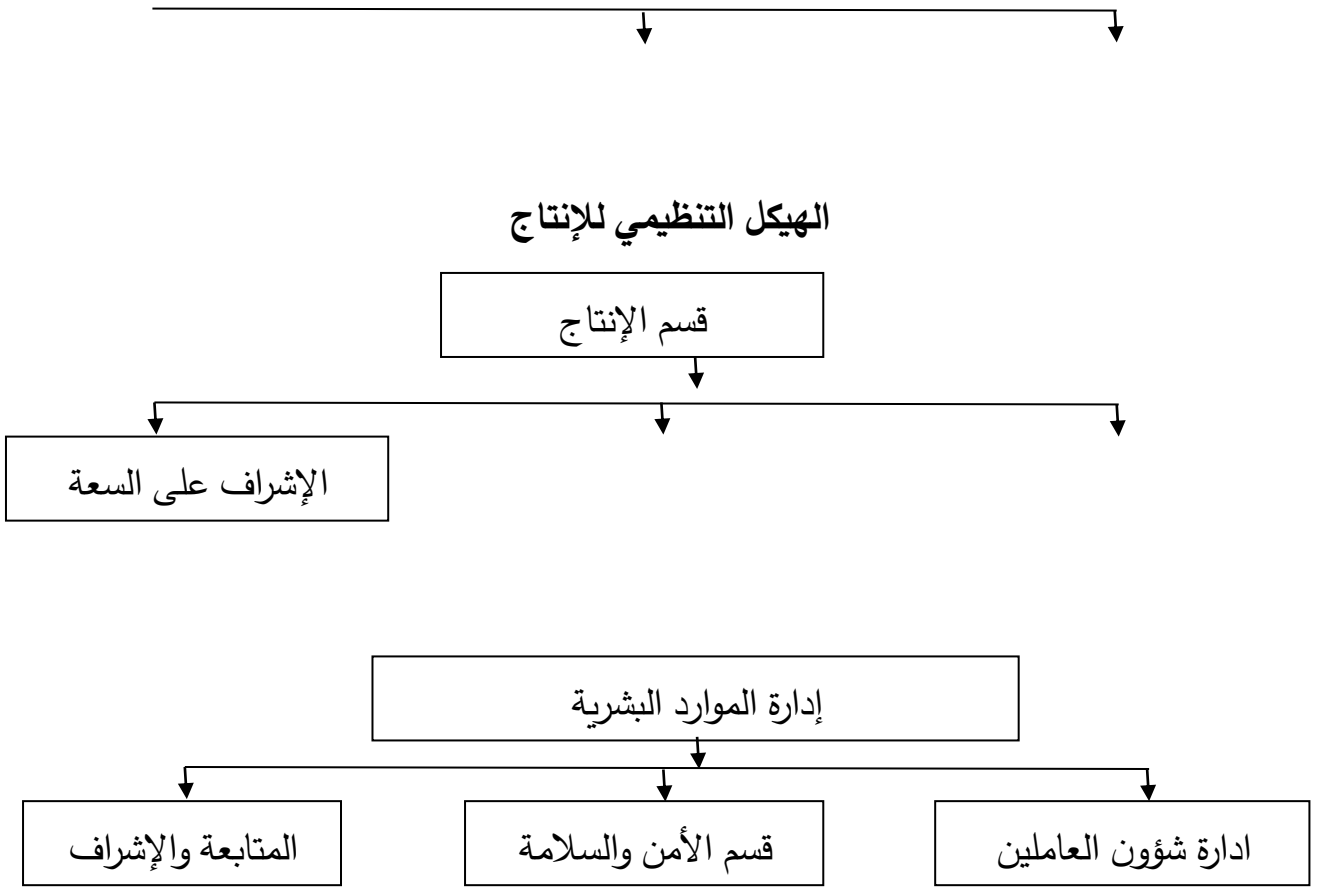 الهيكل التنظيمي للإنتاج
قسم الإنتاج
الإشراف على السعة
إدارة الموارد البشرية
ادارة شؤون العاملين
قسم الأمن والسلامة
المتابعة والإشراف